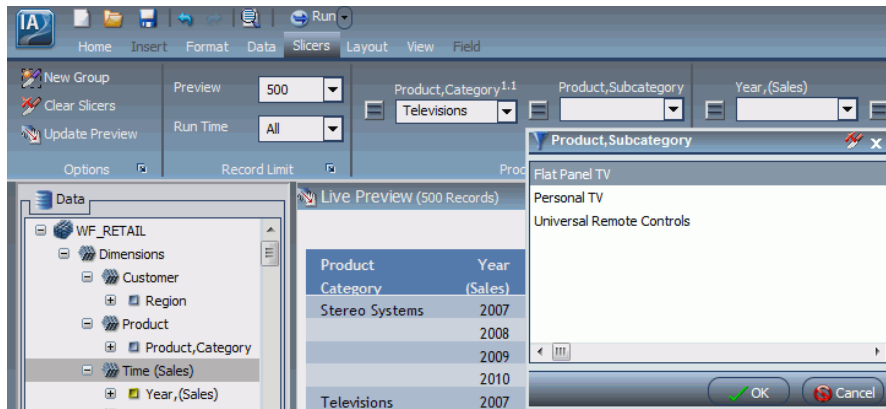 IA
Run
Home Insert Format Data Slicers Layout View Field
New Group
Clear Slicers
Update Preview
Options
Preview 500
Run Time All
Record Limit
Product,Category1.1
Televisions
Product,Subcategory
Year,(Sales)
Prod
Product,Subcategory x
Flat Panel TV
Personal TV
Universal Remote Controls
OK Cancel
Data
WF_RETAIL
Dimensions
Customer
Region
Product
Product,Category
Time (Sales)
Year,(Sales)
Live Preview (500 Records)
Product Year
Category (Sales)
Stereo Systems 2007
2008
2009
2010
Televisions 2007